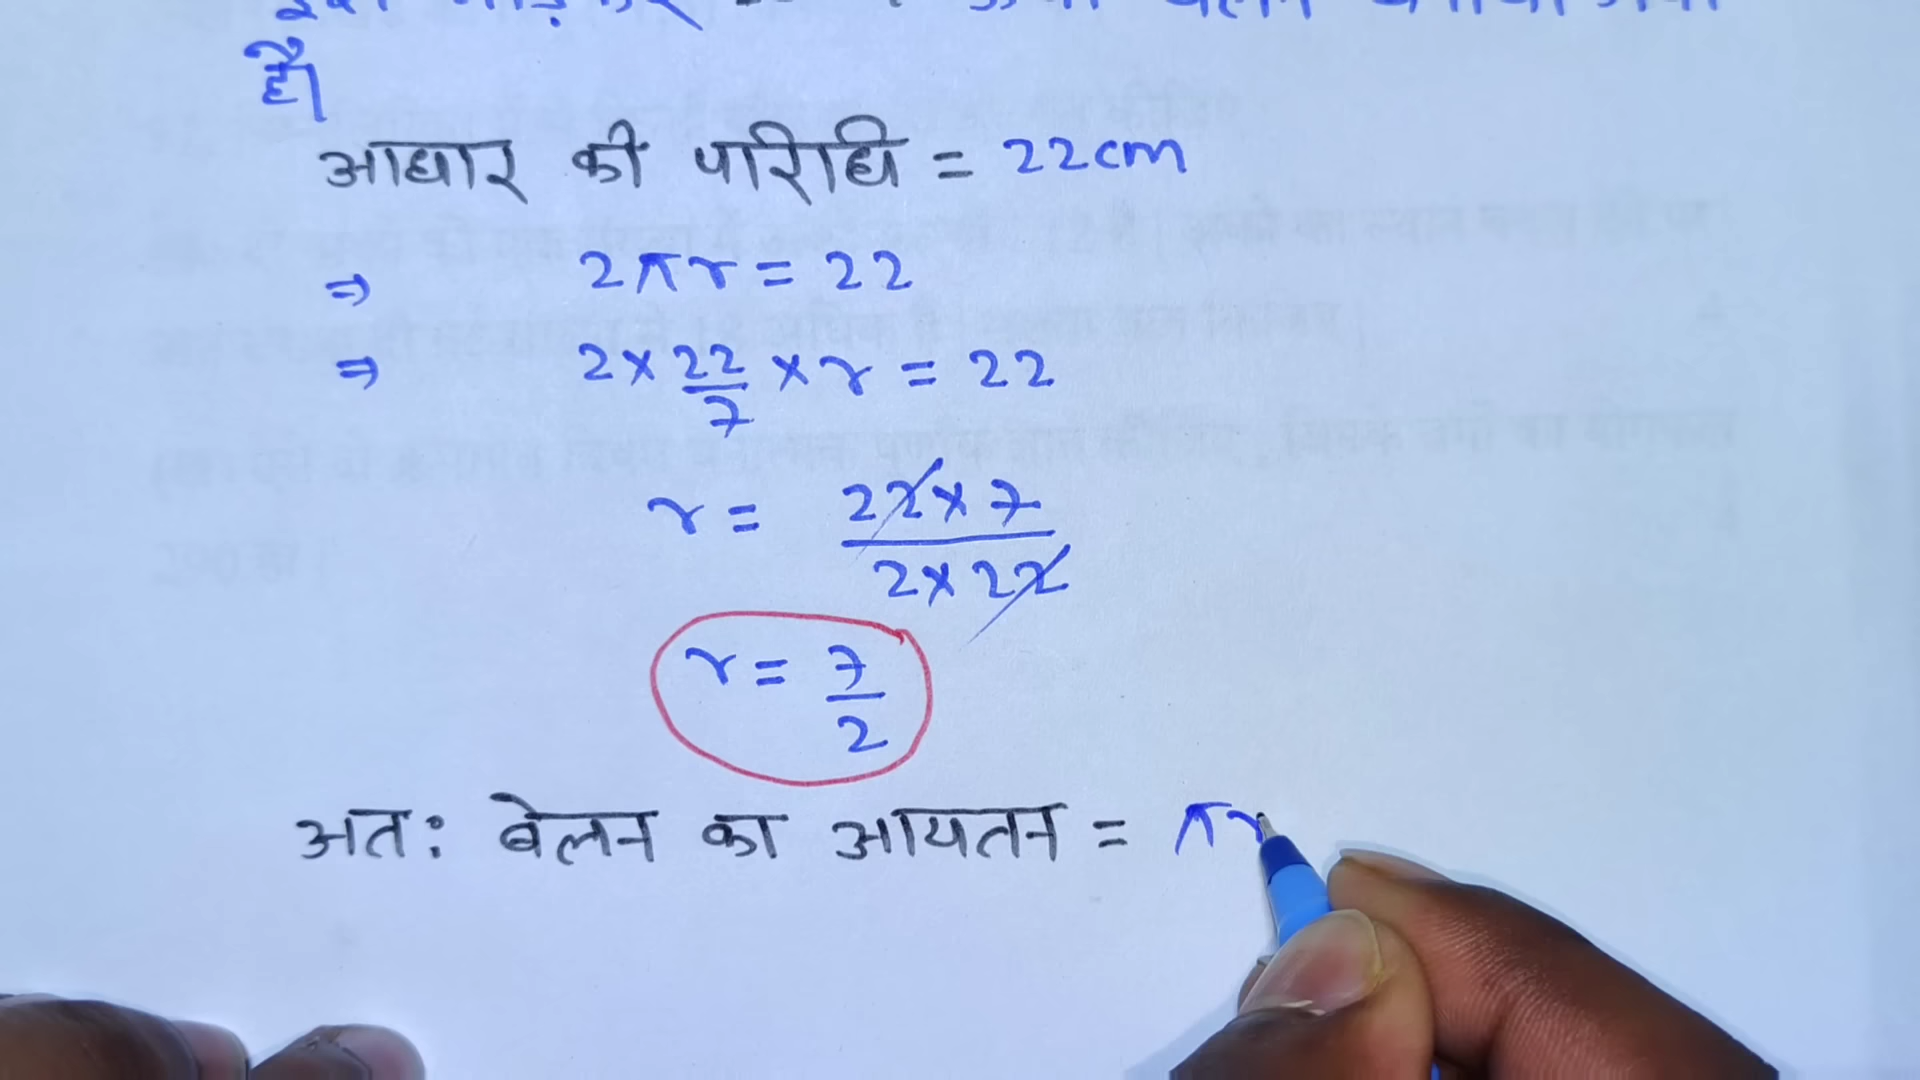 है।
आधार की परिधि = 22cm
⇒ 2πr = 22
⇒ 2 × 22/7 × r = 22
r = 22 × 7 / 2 × 22
r = 7/2
अतः बेलन का आयतन = πr